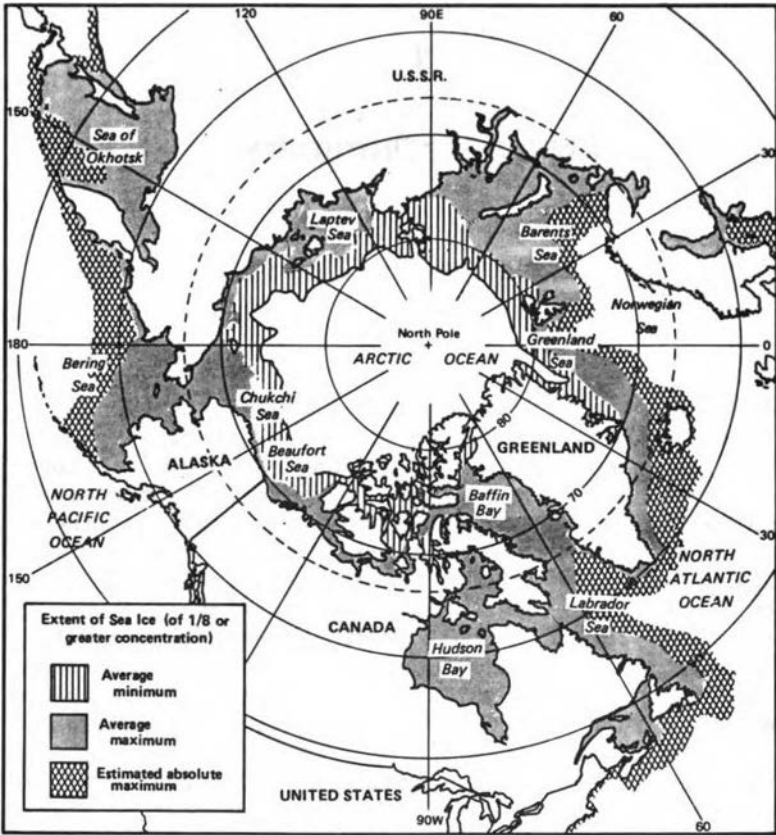 120
90E
60
U.S.S.R.
150
Sea of
Okhotsk
30
Laptev
Sea
Barents
Sea
Norwegian
Sea
North Pole
Greenland
Sea
180
ARCTIC OCEAN
0
Bering
Sea
Chukchi
Sea
80
GREENLAND
Beaufort
Sea
ALASKA
Baffin
Bay
70
NORTH
PACIFIC
OCEAN
30
NORTH
ATLANTIC
OCEAN
150
Labrador
Sea
CANADA
Hudson
Bay
Extent of Sea Ice (of 1/8 or
greater concentration)
Average
minimum
Average
maximum
Estimated absolute
maximum
UNITED STATES
90W
60